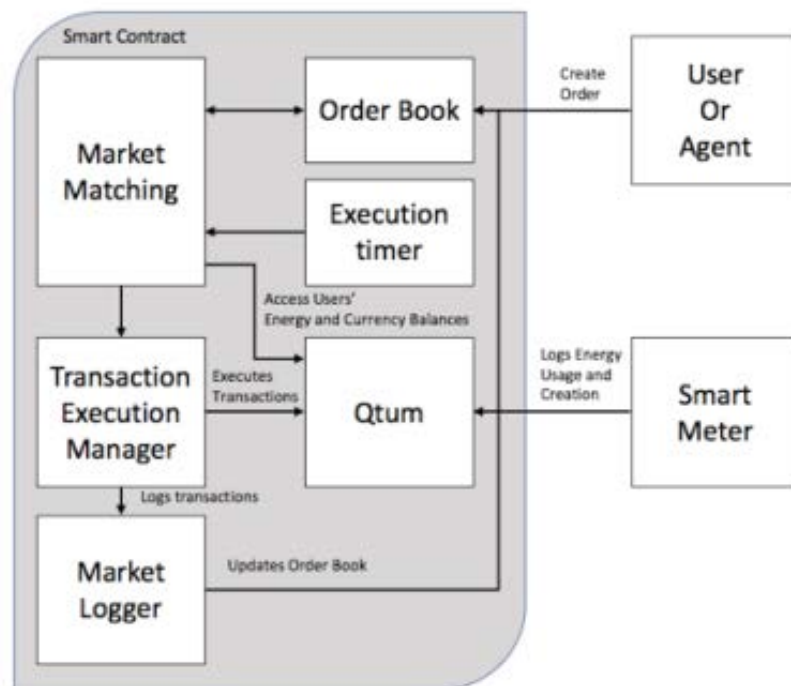 Smart Contract
Market
Matching
Order Book
Create
Order
User
Or
Agent
Execution
timer
Access Users'
Energy and Currency Balances
Transaction
Execution
Manager
Executes
Transactions
Qtum
Logs Energy
Usage and
Creation
Smart
Meter
Logs transactions
Market
Logger
Updates Order Book